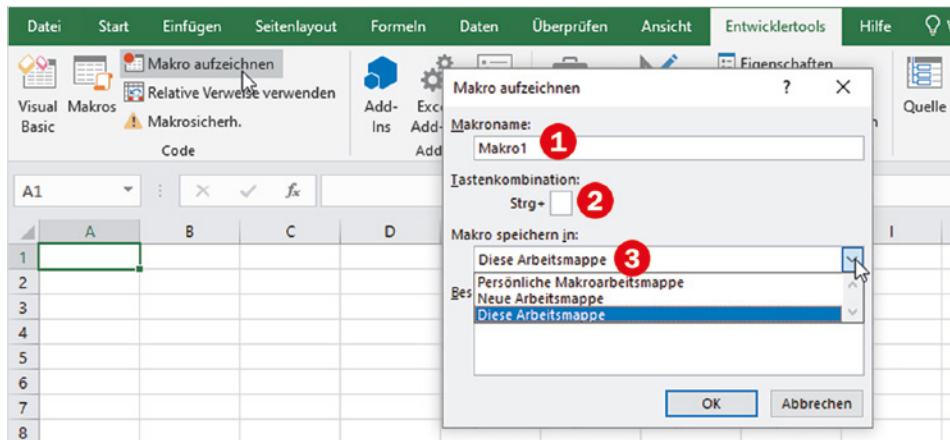 Datei Start Einfügen Seitenlayout Formeln Daten Überprüfen Ansicht Entwicklertools Hilfe
Makro aufzeichnen
Eigenschaften
Relative Verweise verwenden
Visual Basic
Makros
Makrosicherh.
Add-Ins
Quelle
Code
A1
fx
A B C D I
1
2
3
4
5
6
7
8
Makro aufzeichnen ? X
Makroname:
Makro1
1
Tastenkombination:
Strg+
2
Makro speichern in:
Diese Arbeitsmappe
3
Persönliche Makroarbeitsmappe
Neue Arbeitsmappe
Diese Arbeitsmappe
OK Abbrechen